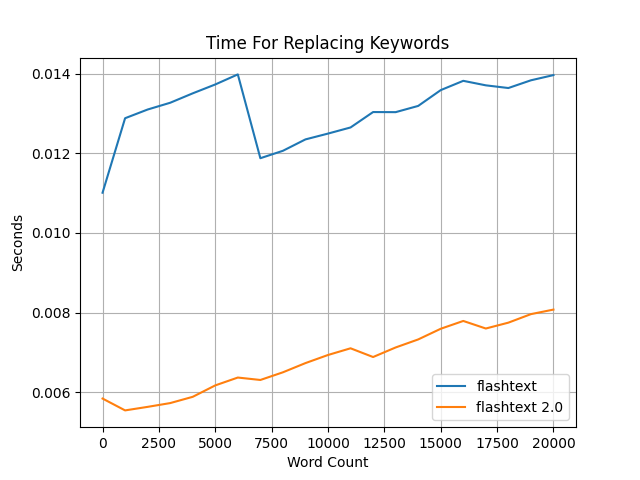 Time For Replacing Keywords
Seconds
0.014
0.012
0.010
0.008
0.006
flashtext
flashtext 2.0
0 2500 5000 7500 10000 12500 15000 17500 20000
Word Count